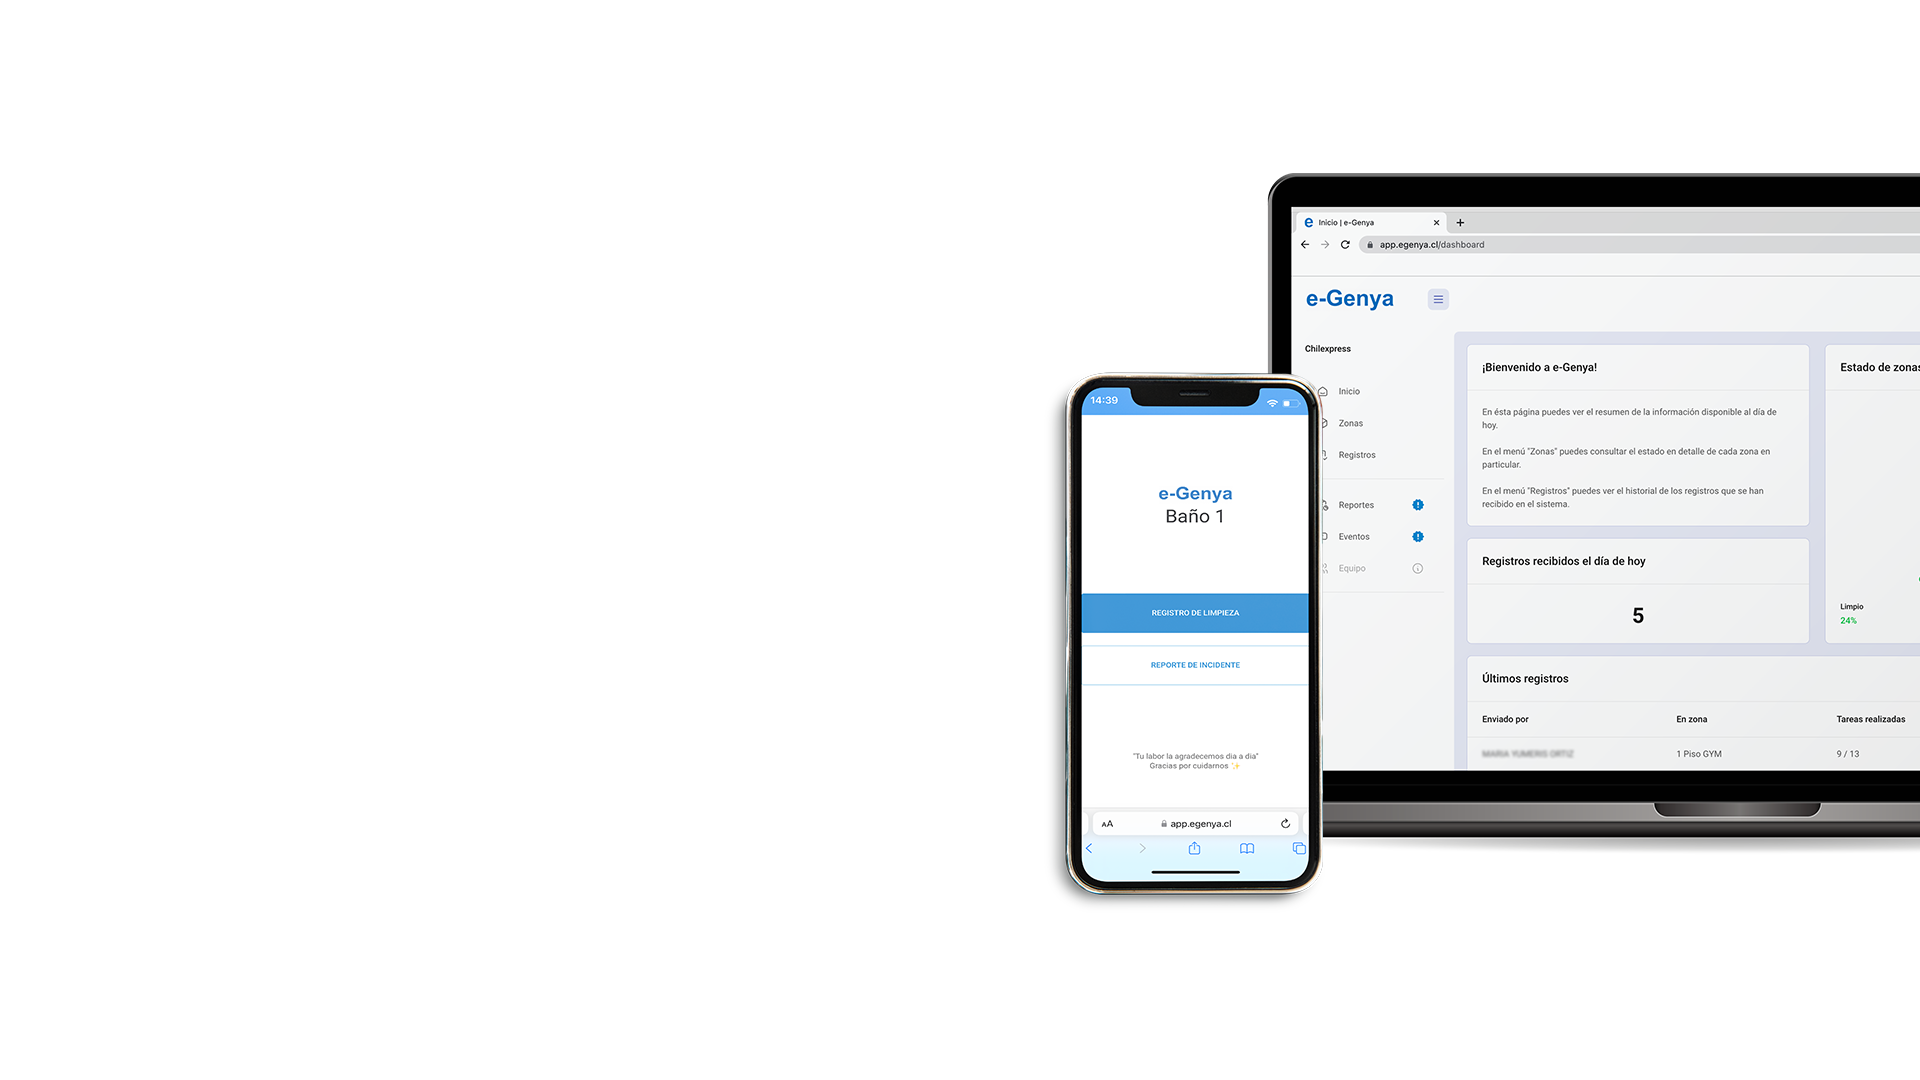 Inicio | e-Genya
app.egenya.cl/dashboard
e-Genya
Chilexpress
Inicio
Zonas
Registros
Reportes
Eventos
Equipo
¡Bienvenido a e-Genya!
En ésta página puedes ver el resumen de la información disponible al día de
hoy.
En el menú "Zonas" puedes consultar el estado en detalle de cada zona en
particular.
En el menú "Registros" puedes ver el historial de los registros que se han
recibido en el sistema.
Estado de zonas
Limpio
24%
Registros recibidos el día de hoy
5
Últimos registros
Enviado por
En zona
Tareas realizadas
1 Piso GYM
9 / 13
14:39
e-Genya
Baño 1
REGISTRO DE LIMPIEZA
REPORTE DE INCIDENTE
"Tu labor la agradecemos dia a dia"
Gracias por cuidarnos ✨
AA
app.egenya.cl